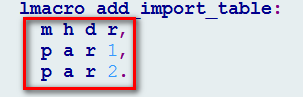 lmacro add_import_table:
m h d r,
p a r 1,
p a r 2.